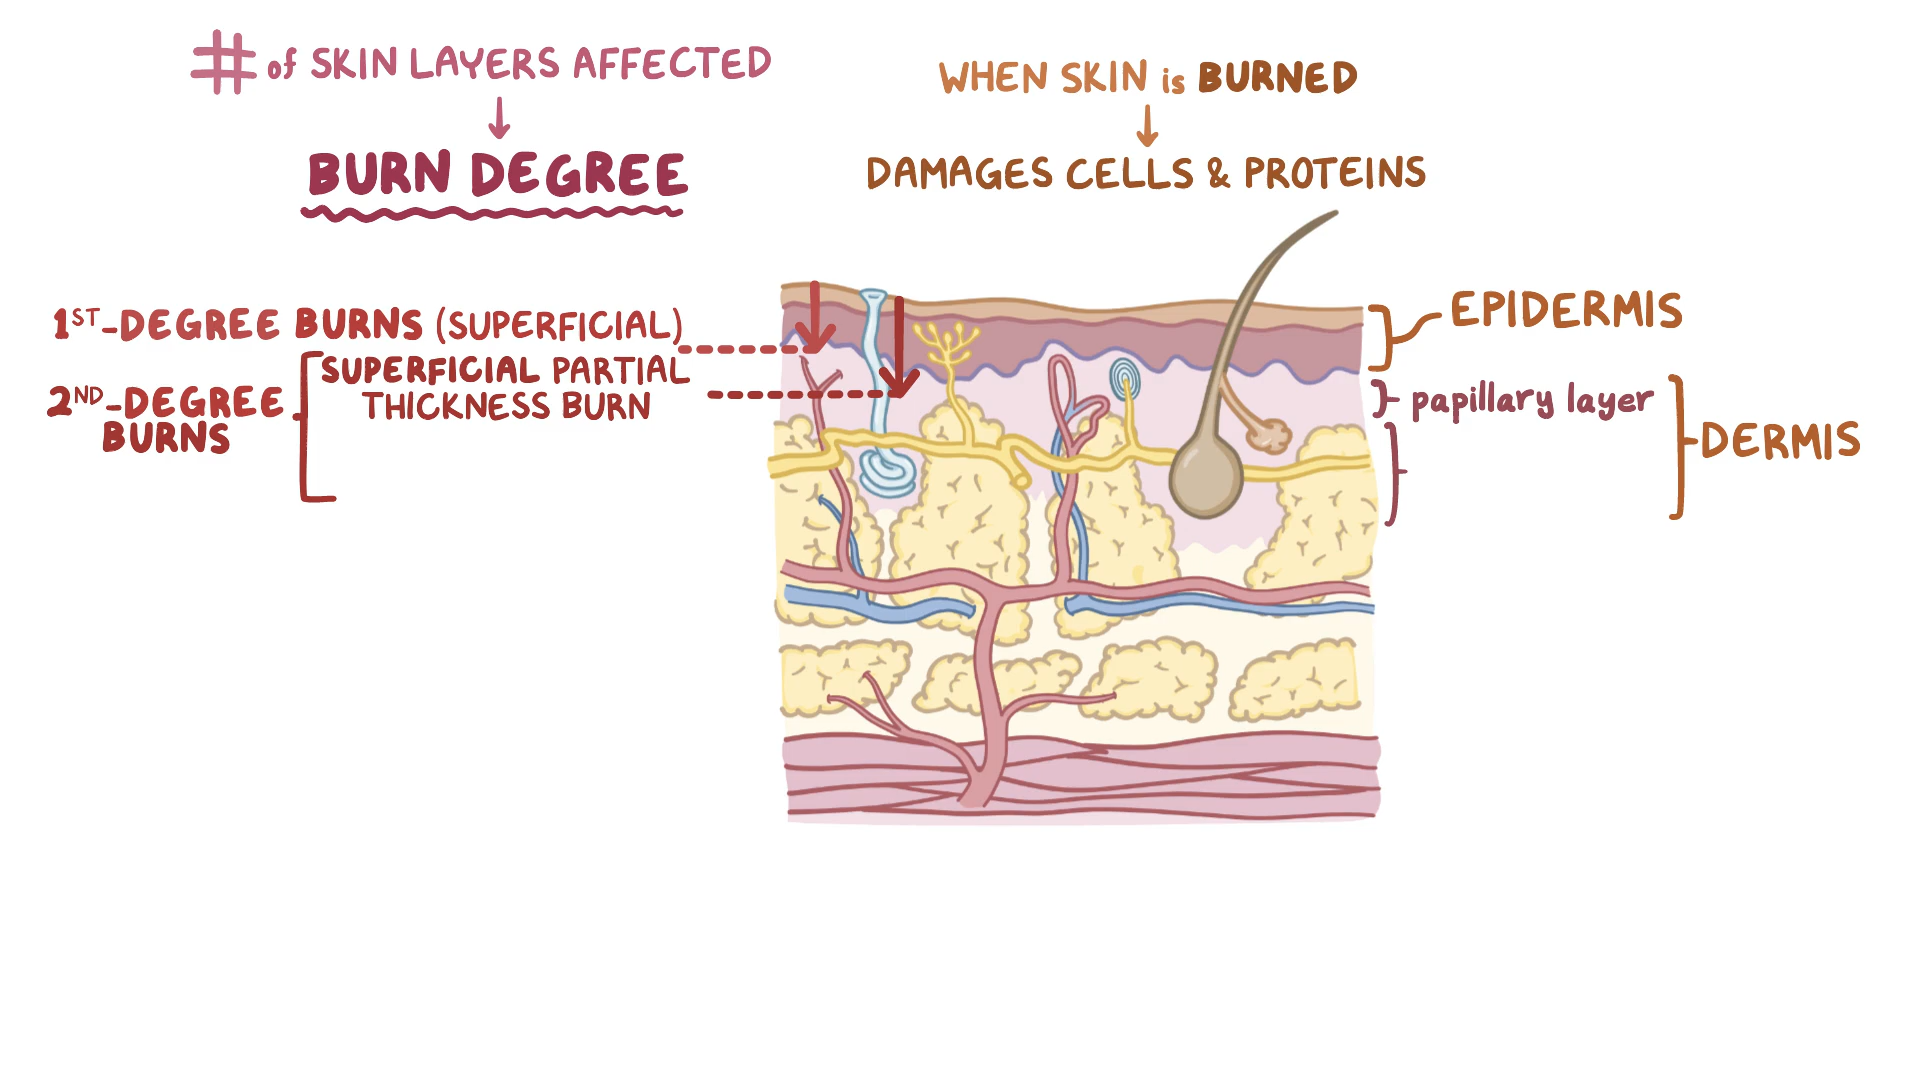 # of SKIN LAYERS AFFECTED
BURN DEGREE
WHEN SKIN is BURNED
DAMAGES CELLS & PROTEINS
1ST-DEGREE BURNS (SUPERFICIAL)
2ND-DEGREE
BURNS
SUPERFICIAL PARTIAL
THICKNESS BURN
EPIDERMIS
papillary layer
DERMIS